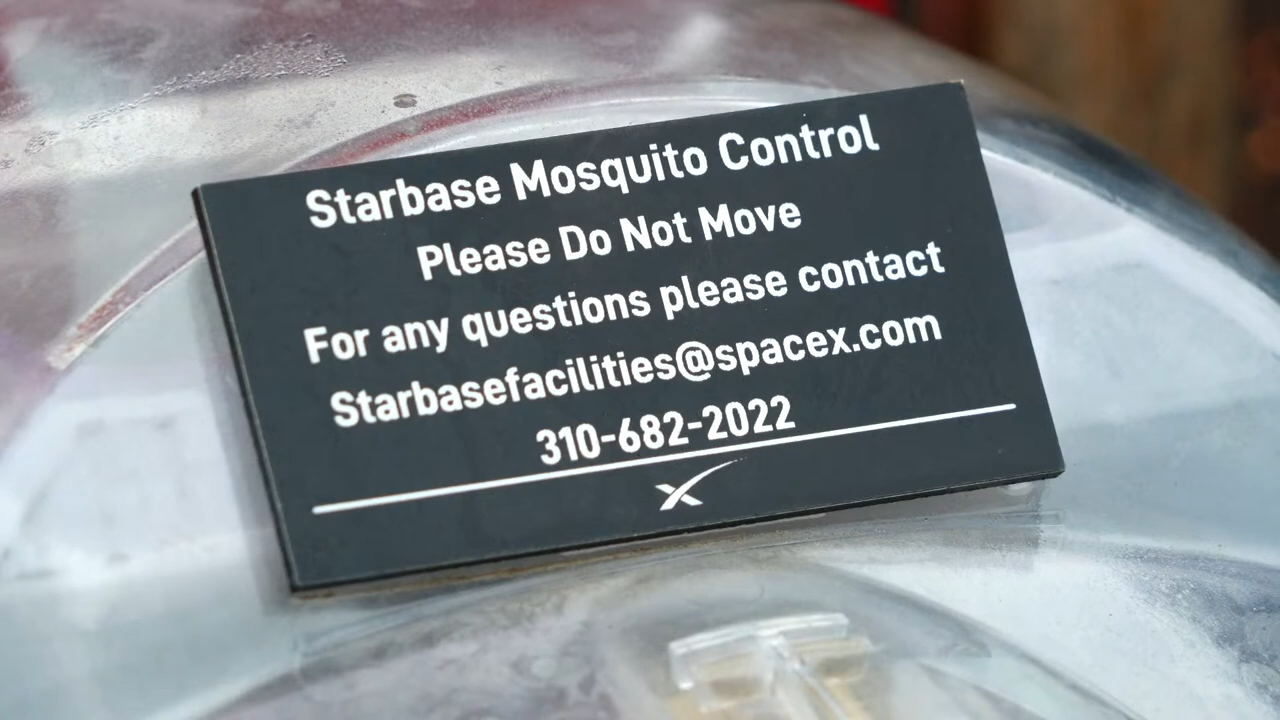 Starbase Mosquito Control
Please Do Not Move
For any questions please contact
Starbasefacilities@spacex.com
310-682-2022